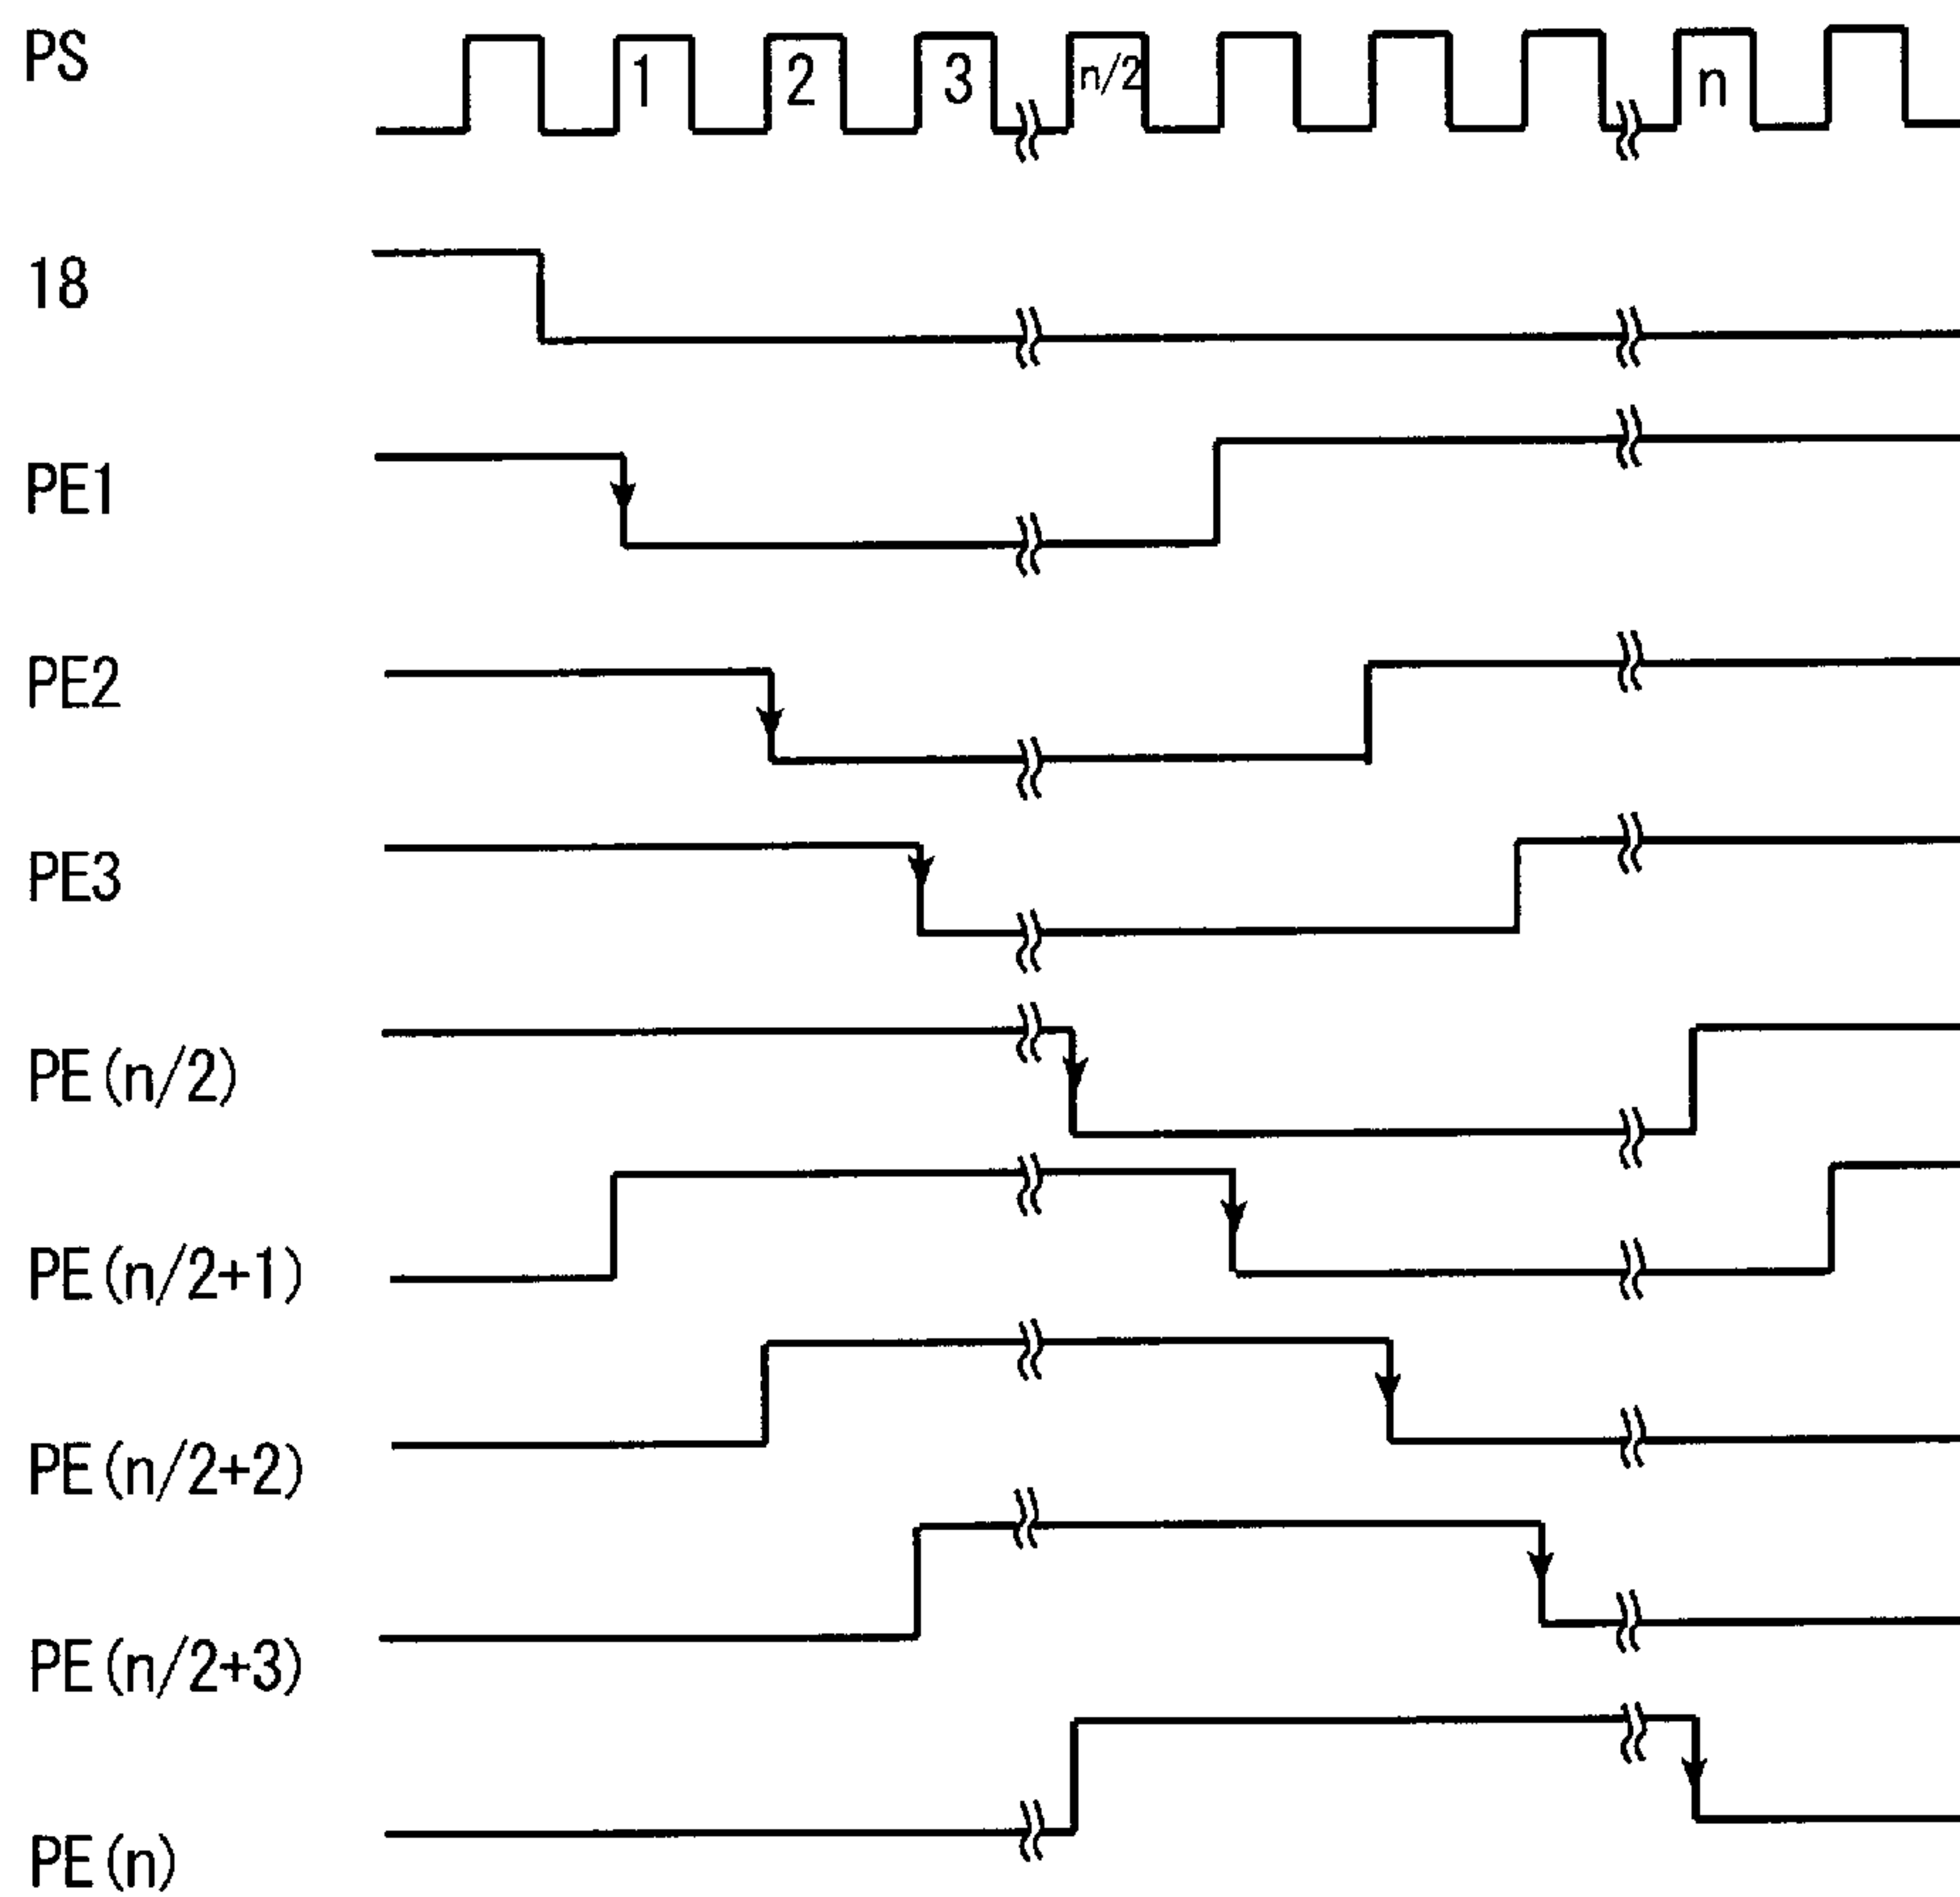 PS 1 2 3 n/2 n
18
PE1
PE2
PE3
PE(n/2)
PE(n/2+1)
PE(n/2+2)
PE(n/2+3)
PE(n)